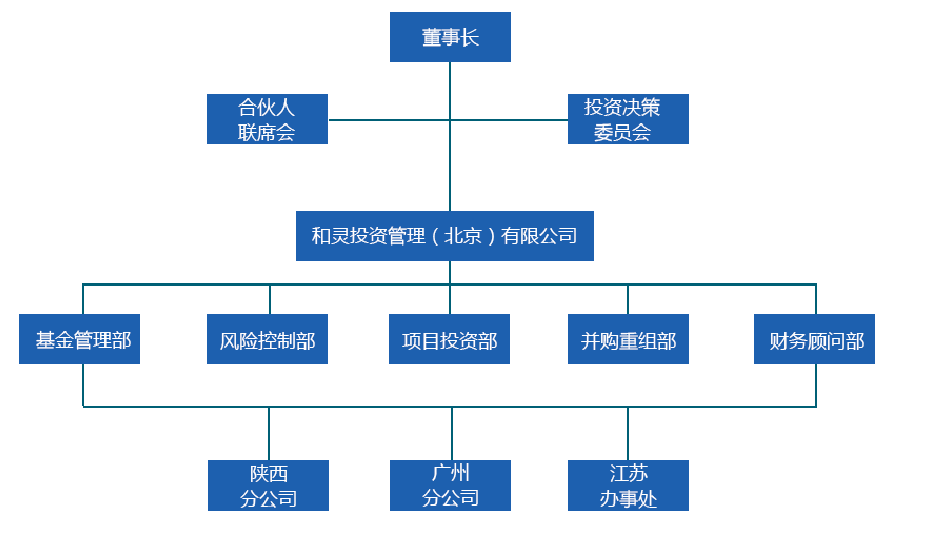 董事长
合伙人
联席会
投资决策
委员会
和灵投资管理（北京）有限公司
基金管理部
风险控制部
项目投资部
并购重组部
财务顾问部
陕西
分公司
广州
分公司
江苏
办事处